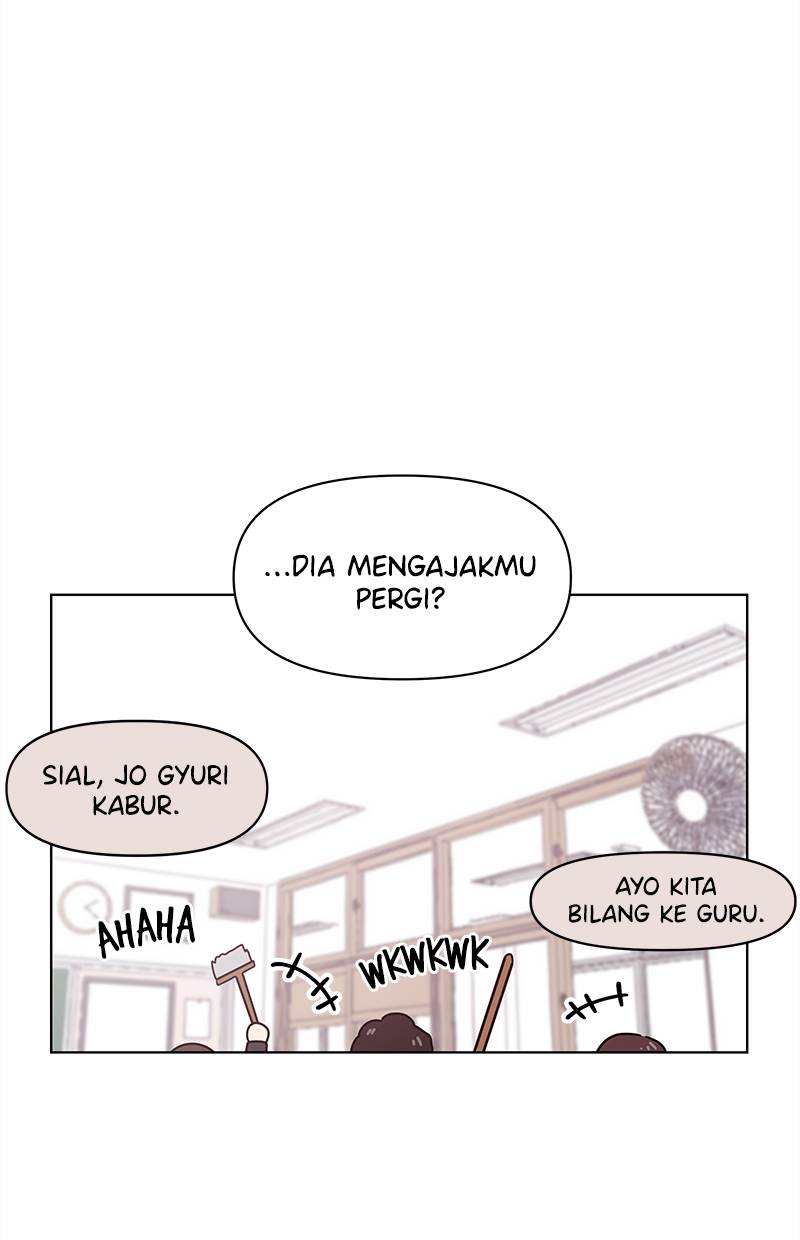 ...DIA MENGAJAKMU
PERGI?
SIAL, JO GYURI
KABUR.
AYO KITA
BILANG KE GURU.
AHAHA
WKWKWK